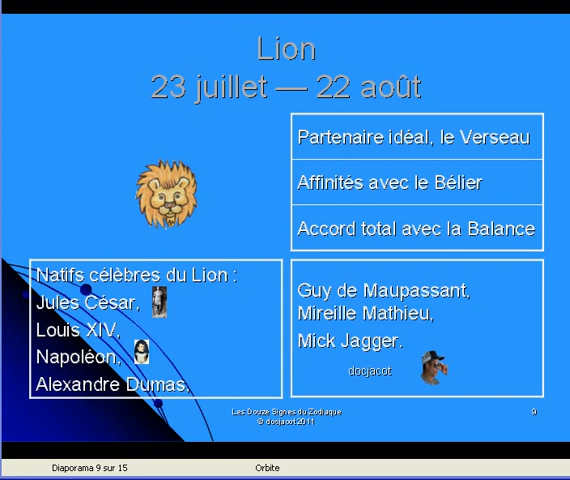 Lion
23 juillet — 22 août
Partenaire idéal, le Verseau
Affinités avec le Bélier
Accord total avec la Balance
Natifs célèbres du Lion :
Jules César,
Louis XIV,
Napoléon,
Alexandre Dumas,
Guy de Maupassant,
Mireille Mathieu,
Mick Jagger.
docjacot
Les Douze Signes du Zodiaque
© docjacot 2011
9
Diaporama 9 sur 15
Orbite